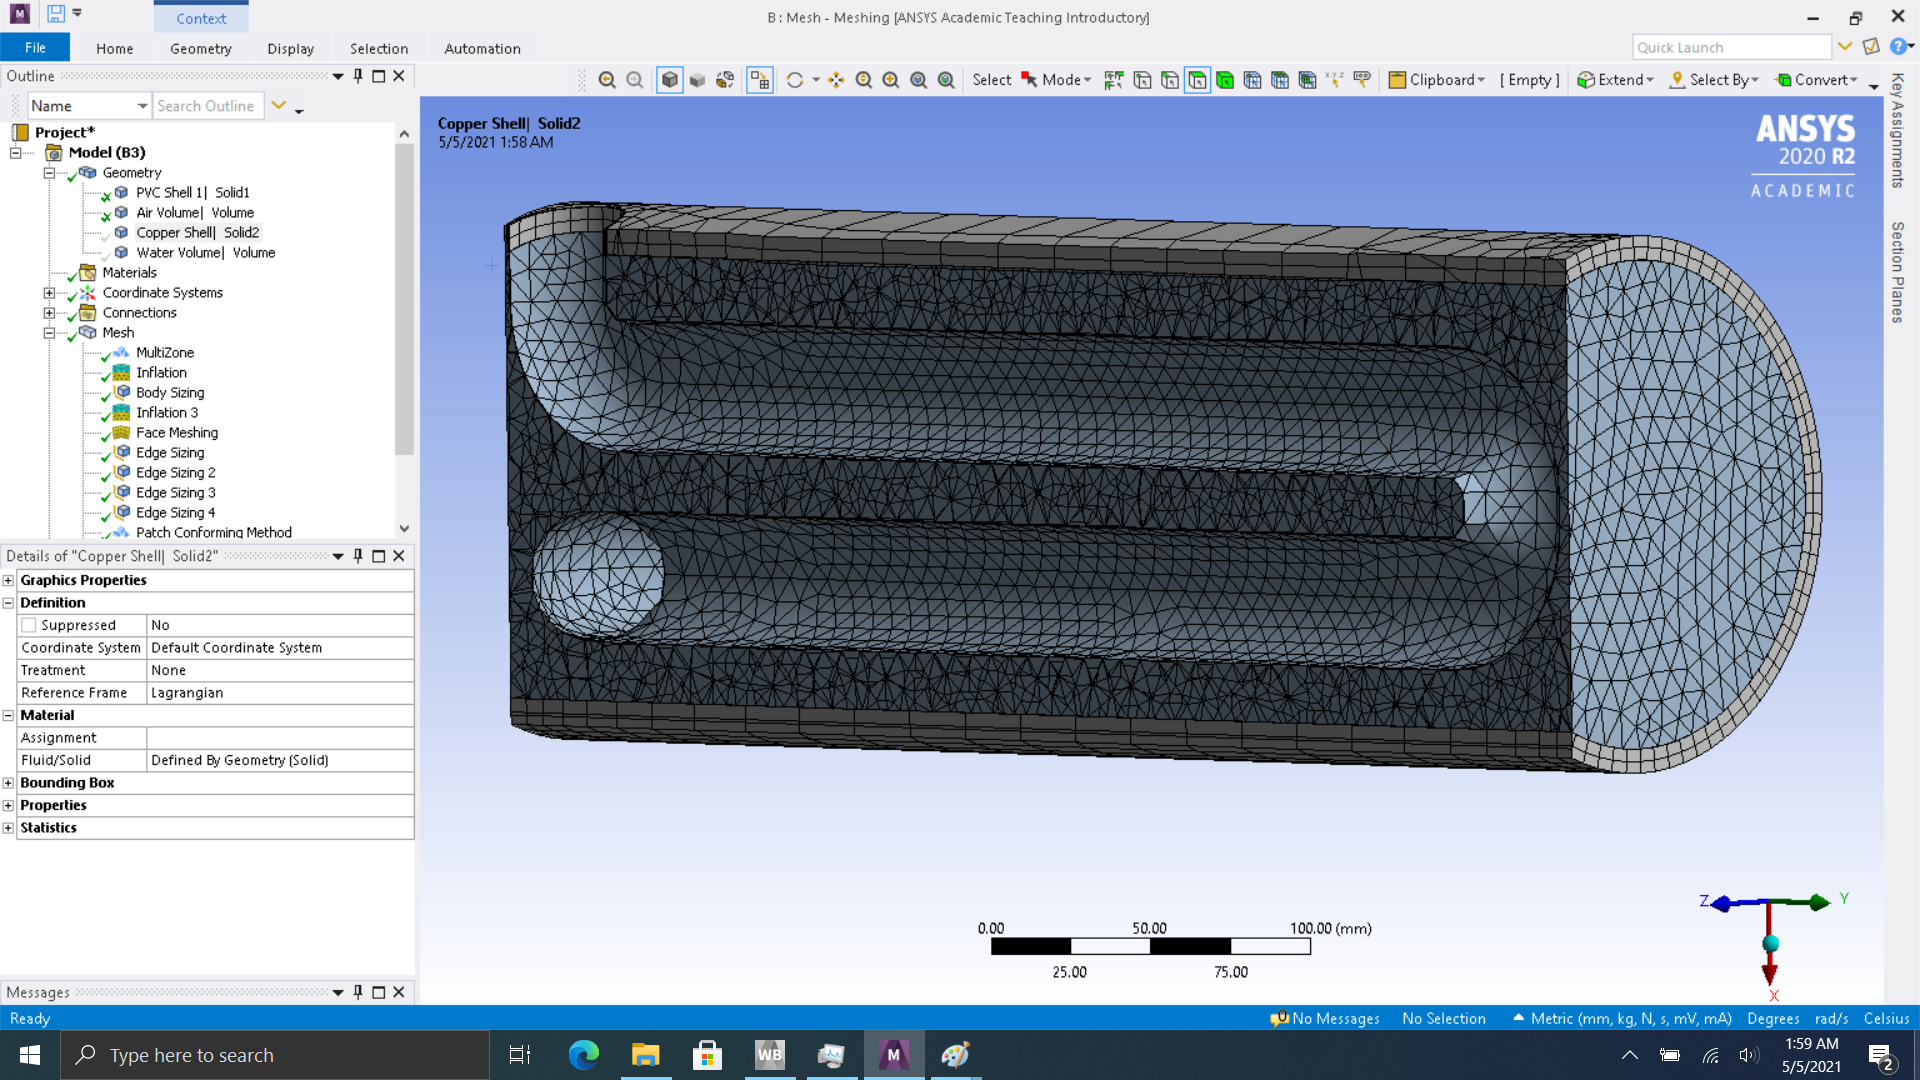 Context
B : Mesh - Meshing [ANSYS Academic Teaching Introductory]
File Home Geometry Display Selection Automation
Quick Launch
Outline
Name Search Outline
Select Mode Clipboard [ Empty ] Extend Select By Convert
Project*
Model (B3)
Geometry
PVC Shell 1| Solid1
Air Volume| Volume
Copper Shell| Solid2
Water Volume| Volume
Materials
Coordinate Systems
Connections
Mesh
MultiZone
Inflation
Body Sizing
Inflation 3
Face Meshing
Edge Sizing
Edge Sizing 2
Edge Sizing 3
Edge Sizing 4
Patch Conforming Method
Details of "Copper Shell| Solid2"
Graphics Properties
Definition
Suppressed No
Coordinate System Default Coordinate System
Treatment None
Reference Frame Lagrangian
Material
Assignment
Fluid/Solid Defined By Geometry (Solid)
Bounding Box
Properties
Statistics
Messages
Copper Shell| Solid2
5/5/2021 1:58 AM
ANSYS
2020 R2
ACADEMIC
Key Assignments
Section Planes
0.00 50.00 100.00 (mm)
25.00 75.00
Z Y
X
Ready
0 No Messages No Selection Metric (mm, kg, N, s, mV, mA) Degrees rad/s Celsius
Type here to search
WB
M
1:59 AM
5/5/2021
2